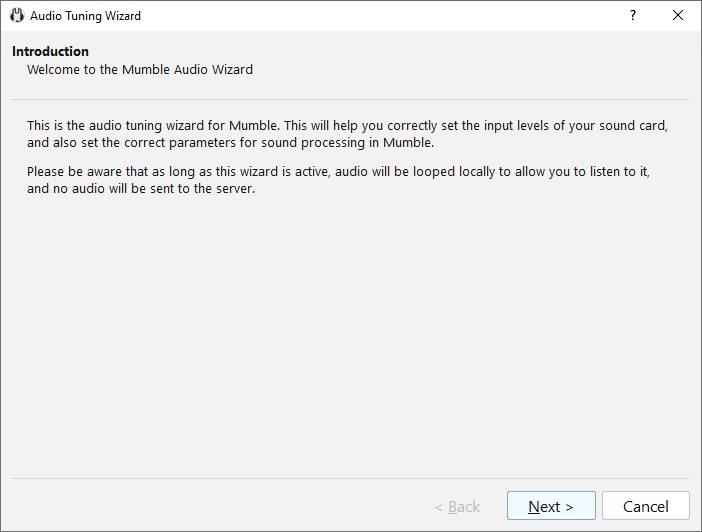 Audio Tuning Wizard
?
Introduction
Welcome to the Mumble Audio Wizard
This is the audio tuning wizard for Mumble. This will help you correctly set the input levels of your sound card,
and also set the correct parameters for sound processing in Mumble.
Please be aware that as long as this wizard is active, audio will be looped locally to allow you to listen to it,
and no audio will be sent to the server.
< Back
Next >
Cancel